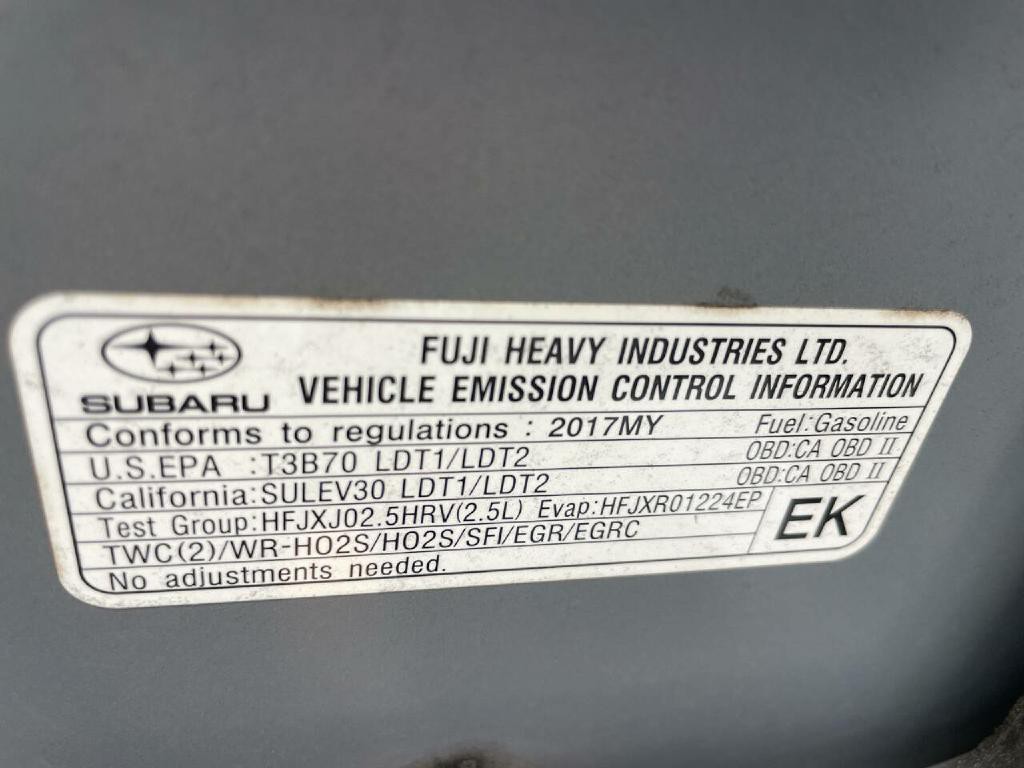 SUBARU
FUJI HEAVY INDUSTRIES LTD.
VEHICLE EMISSION CONTROL INFORMATION
Conforms to regulations : 2017MY Fuel:Gasoline
U.S.EPA :T3B70 LDT1/LDT2 OBD:CA OBD II
California:SULEV30 LDT1/LDT2 OBD:CA OBD II
Test Group:HFJXJ02.5HRV(2.5L) Evap:HFJXR01224EP
TWC(2)/WR-HO2S/HO2S/SFI/EGR/EGRC
No adjustments needed.
EK